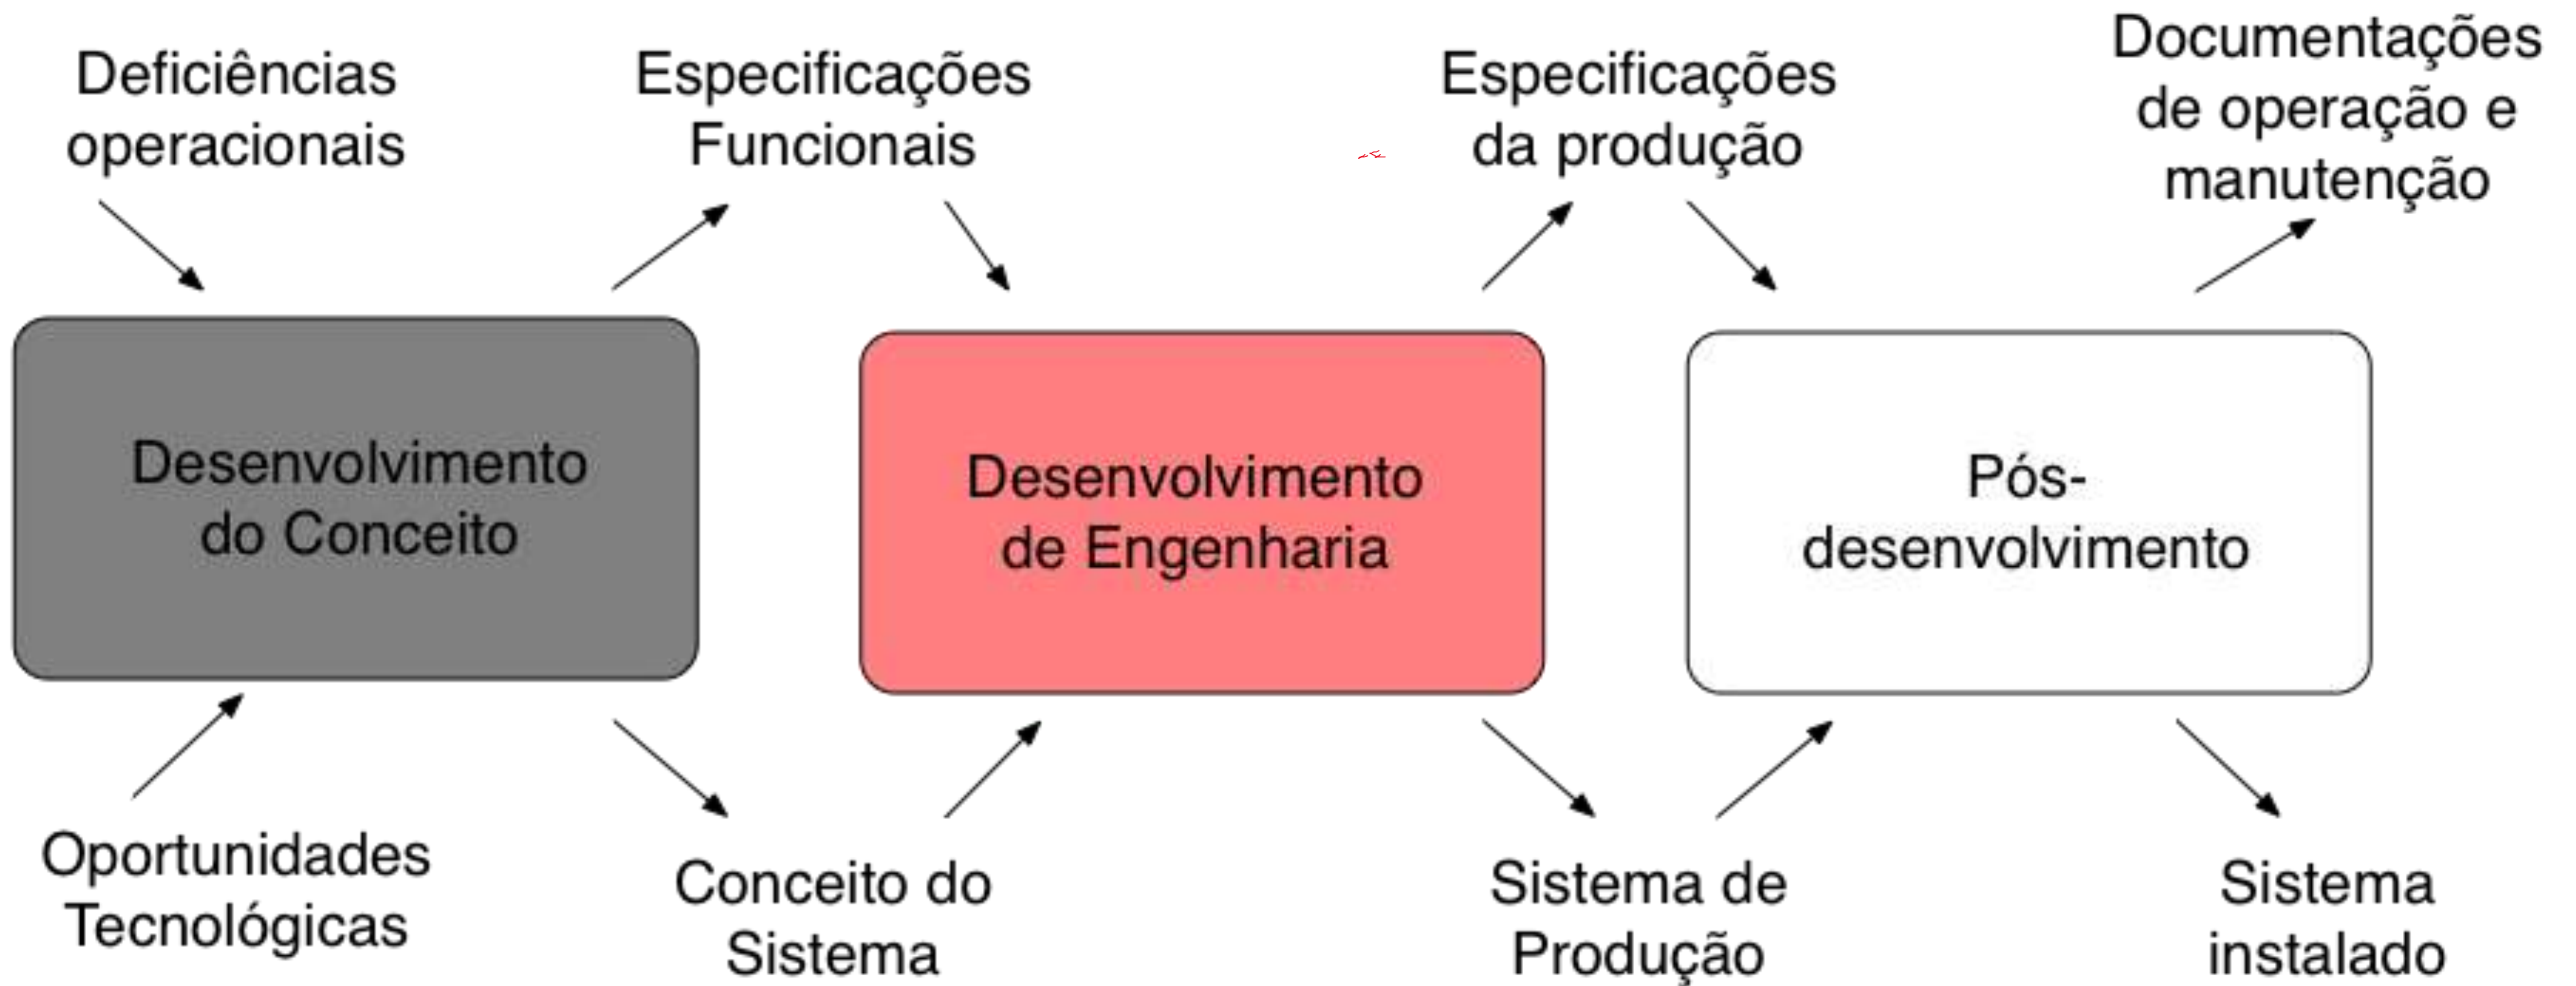 Deficiências
operacionais
Especificações
Funcionais
Especificações
da produção
Documentações
de operação e
manutenção
Desenvolvimento
do Conceito
Desenvolvimento
de Engenharia
Pós-
desenvolvimento
Oportunidades
Tecnológicas
Conceito do
Sistema
Sistema de
Produção
Sistema
instalado